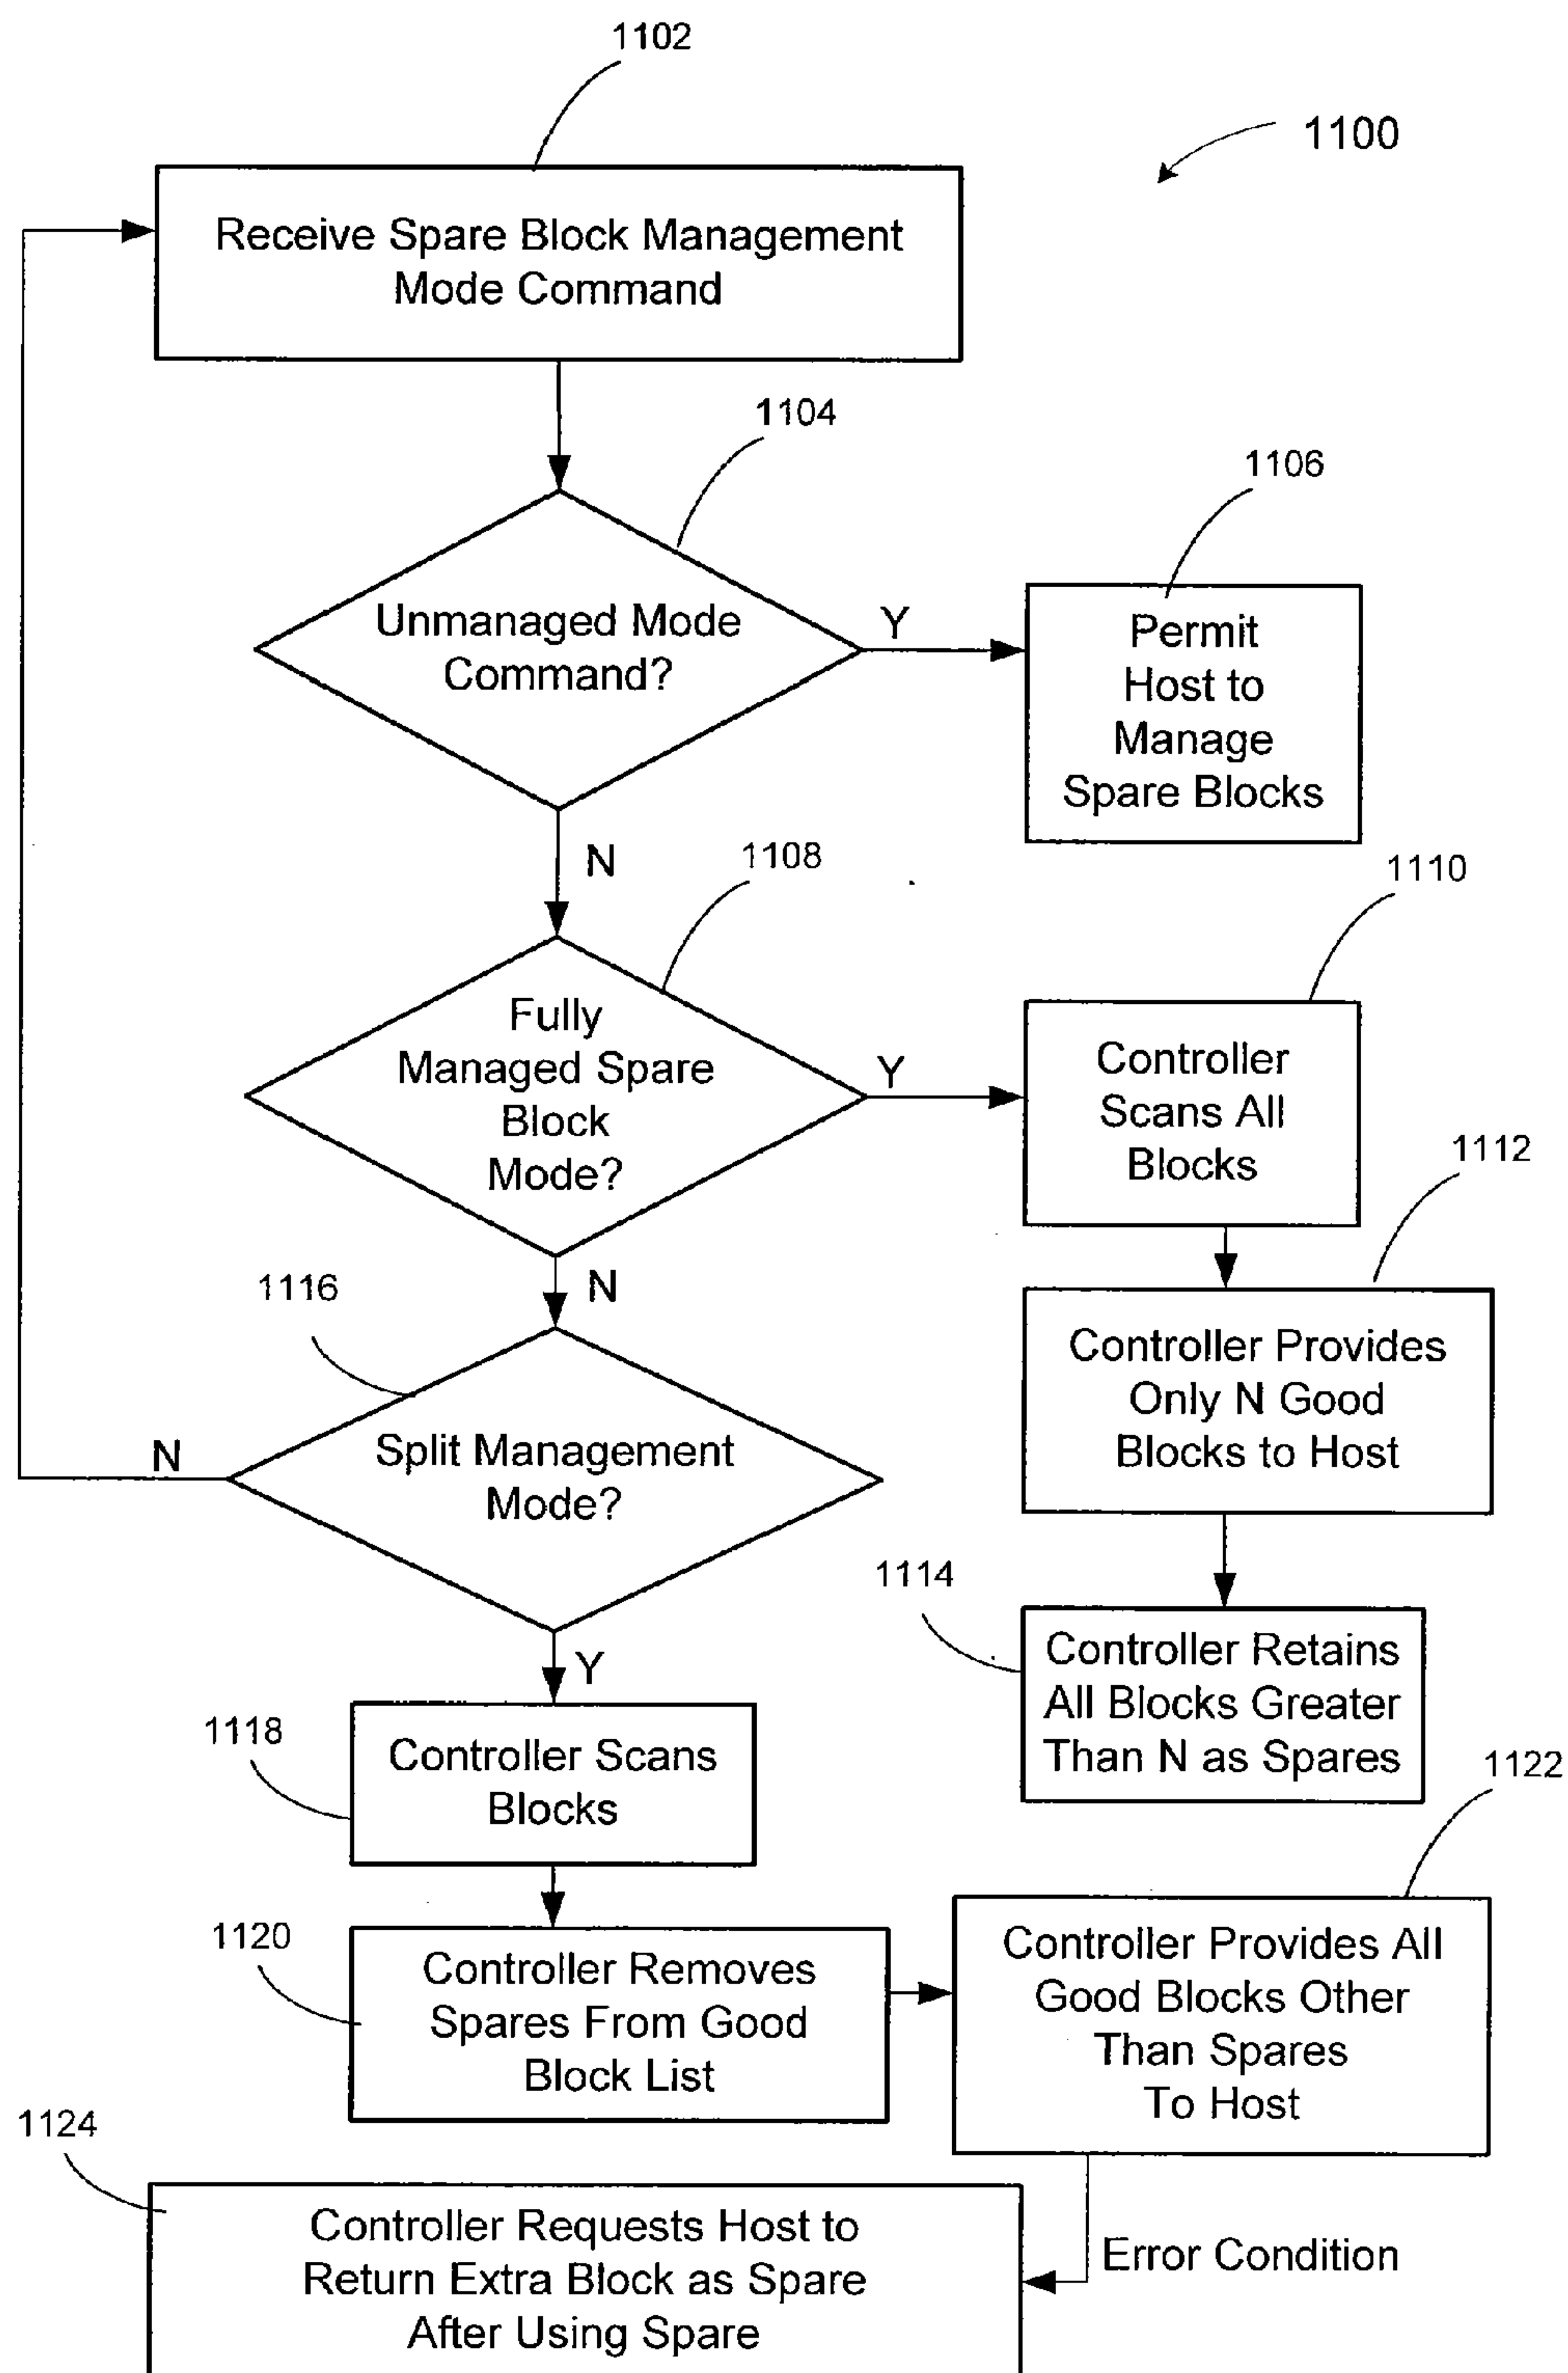 1102
1100
Receive Spare Block Management
Mode Command
1104
1106
Unmanaged Mode
Command?
Y
Permit
Host to
Manage
Spare Blocks
N
1108
1110
Fully
Managed Spare
Block
Mode?
Y
Controller
Scans All
Blocks
1112
N
1116
Controller Provides
Only N Good
Blocks to Host
Split Management
Mode?
N
1114
Y
Controller Retains
All Blocks Greater
Than N as Spares
1118
Controller Scans
Blocks
1122
1120
Controller Removes
Spares From Good
Block List
Controller Provides All
Good Blocks Other
Than Spares
To Host
1124
Controller Requests Host to
Return Extra Block as Spare
After Using Spare
Error Condition